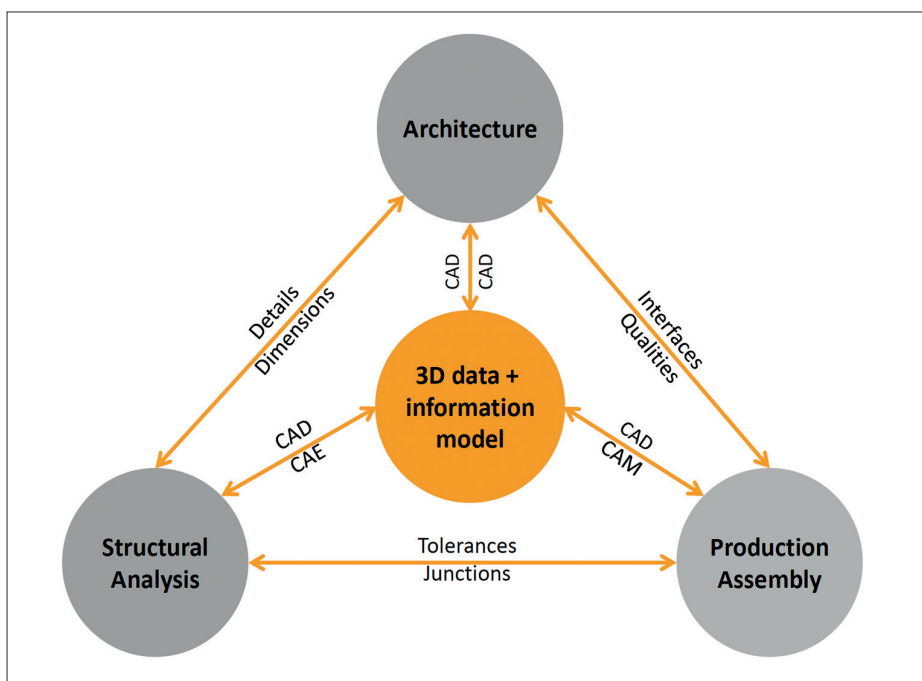 Architecture
CAD
CAD
Details
Dimensions
Interfaces
Qualities
3D data +
information
model
CAD
CAE
CAD
CAM
Structural
Analysis
Tolerances
Junctions
Production
Assembly